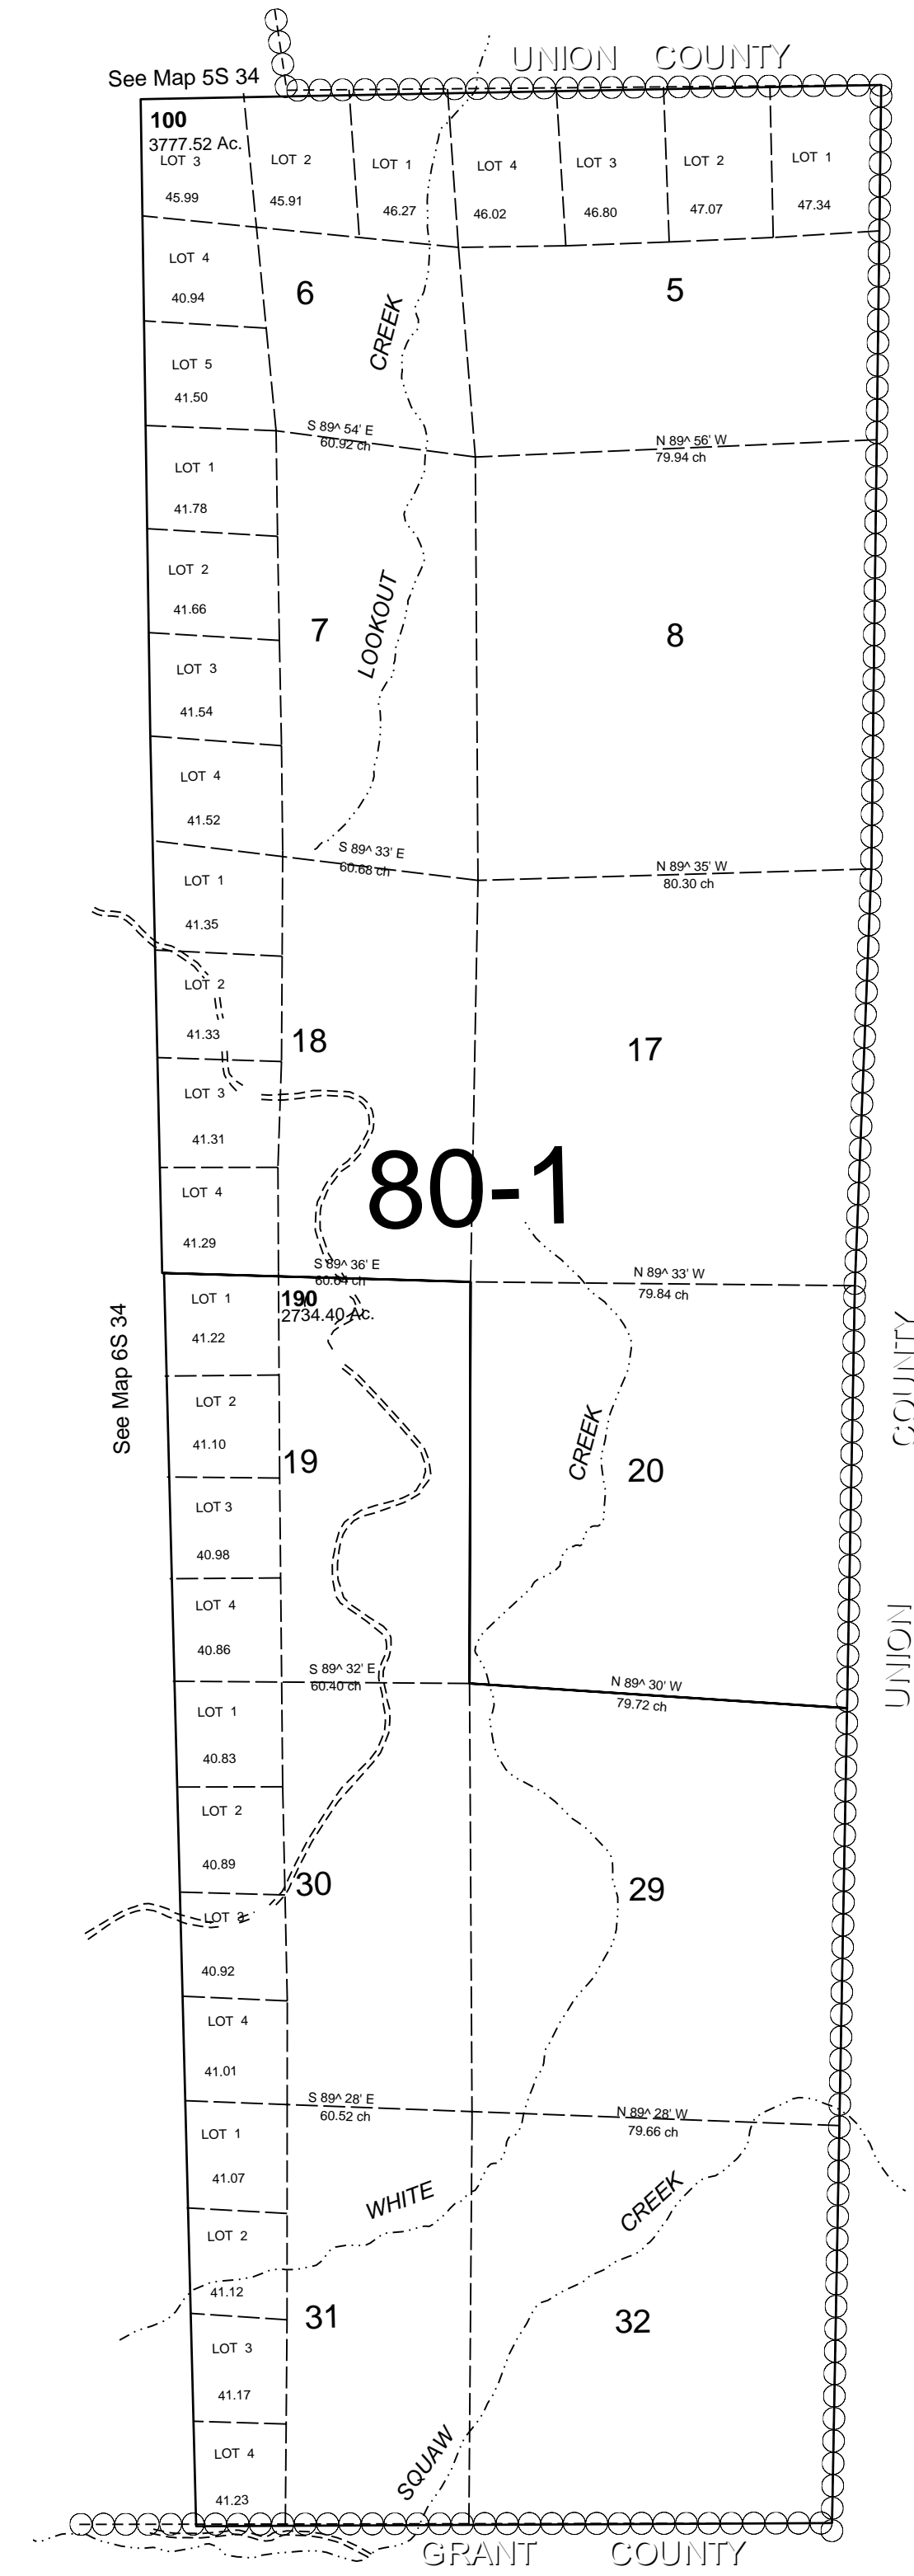 UNION COUNTY
See Map 5S 34
100
3777.52 Ac.
LOT 3
LOT 2
LOT 1
LOT 4
LOT 3
LOT 2
LOT 1
45.99
45.91
46.27
46.02
46.80
47.07
47.34
LOT 4
40.94
6
5
CREEK
LOT 5
41.50
S 89^ 54' E
60.92 ch
N 89^ 56' W
79.94 ch
LOT 1
41.78
LOT 2
41.66
7
LOOKOUT
8
LOT 3
41.54
LOT 4
41.52
S 89^ 33' E
60.68 ch
N 89^ 35' W
80.30 ch
LOT 1
41.35
LOT 2
41.33
18
17
LOT 3
41.31
80-1
LOT 4
41.29
S 89^ 36' E
60.64 ch
N 89^ 33' W
79.84 ch
LOT 1
190
2734.40 Ac.
41.22
See Map 6S 34
COUNTY
LOT 2
41.10
19
CREEK
20
LOT 3
40.98
LOT 4
40.86
UNION
S 89^ 32' E
60.40 ch
N 89^ 30' W
79.72 ch
LOT 1
40.83
LOT 2
40.89
30
29
LOT 3
40.92
LOT 4
41.01
S 89^ 28' E
60.52 ch
N 89^ 28' W
79.66 ch
LOT 1
41.07
WHITE
CREEK
LOT 2
41.12
31
32
LOT 3
41.17
LOT 4
41.23
SQUAW
GRANT COUNTY